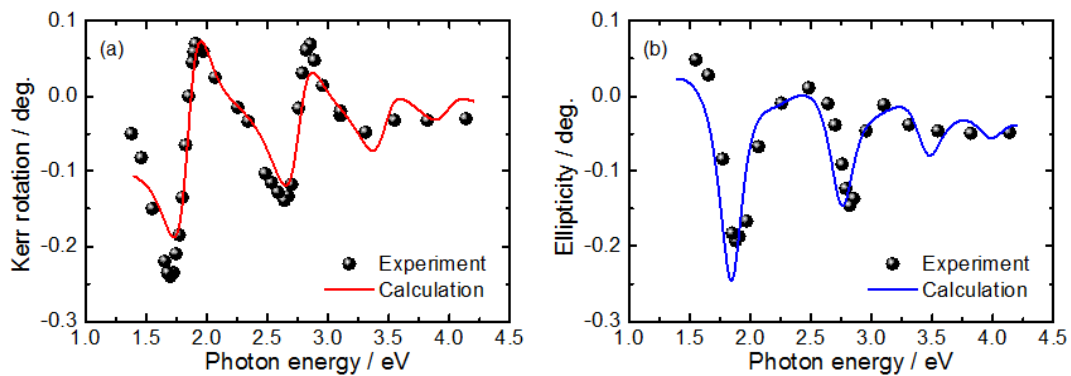 (a)
Kerr rotation / deg.
0.1
0.0
-0.1
-0.2
-0.3
Experiment
Calculation
1.0 1.5 2.0 2.5 3.0 3.5 4.0 4.5
Photon energy / eV
(b)
Ellipticity / deg.
0.1
0.0
-0.1
-0.2
-0.3
Experiment
Calculation
1.0 1.5 2.0 2.5 3.0 3.5 4.0 4.5
Photon energy / eV